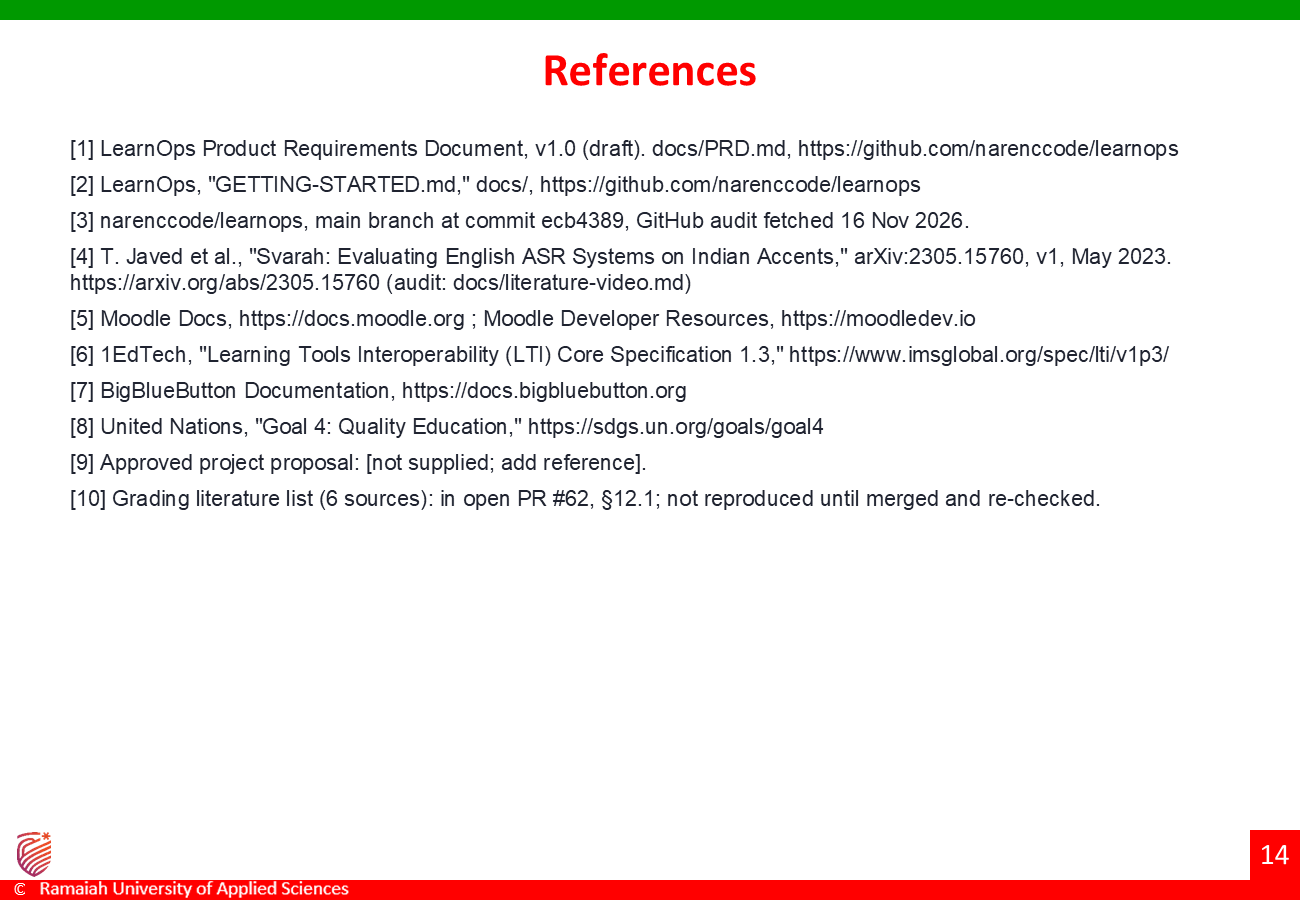 References
[1] LearnOps Product Requirements Document, v1.0 (draft). docs/PRD.md, https://github.com/narenccode/learnops
[2] LearnOps, "GETTING-STARTED.md," docs/, https://github.com/narenccode/learnops
[3] narenccode/learnops, main branch at commit ecb4389, GitHub audit fetched 16 Nov 2026.
[4] T. Javed et al., "Svarah: Evaluating English ASR Systems on Indian Accents," arXiv:2305.15760, v1, May 2023.
https://arxiv.org/abs/2305.15760 (audit: docs/literature-video.md)
[5] Moodle Docs, https://docs.moodle.org ; Moodle Developer Resources, https://moodledev.io
[6] 1EdTech, "Learning Tools Interoperability (LTI) Core Specification 1.3," https://www.imsglobal.org/spec/lti/v1p3/
[7] BigBlueButton Documentation, https://docs.bigbluebutton.org
[8] United Nations, "Goal 4: Quality Education," https://sdgs.un.org/goals/goal4
[9] Approved project proposal: [not supplied; add reference].
[10] Grading literature list (6 sources): in open PR #62, §12.1; not reproduced until merged and re-checked.
14
© Ramaiah University of Applied Sciences